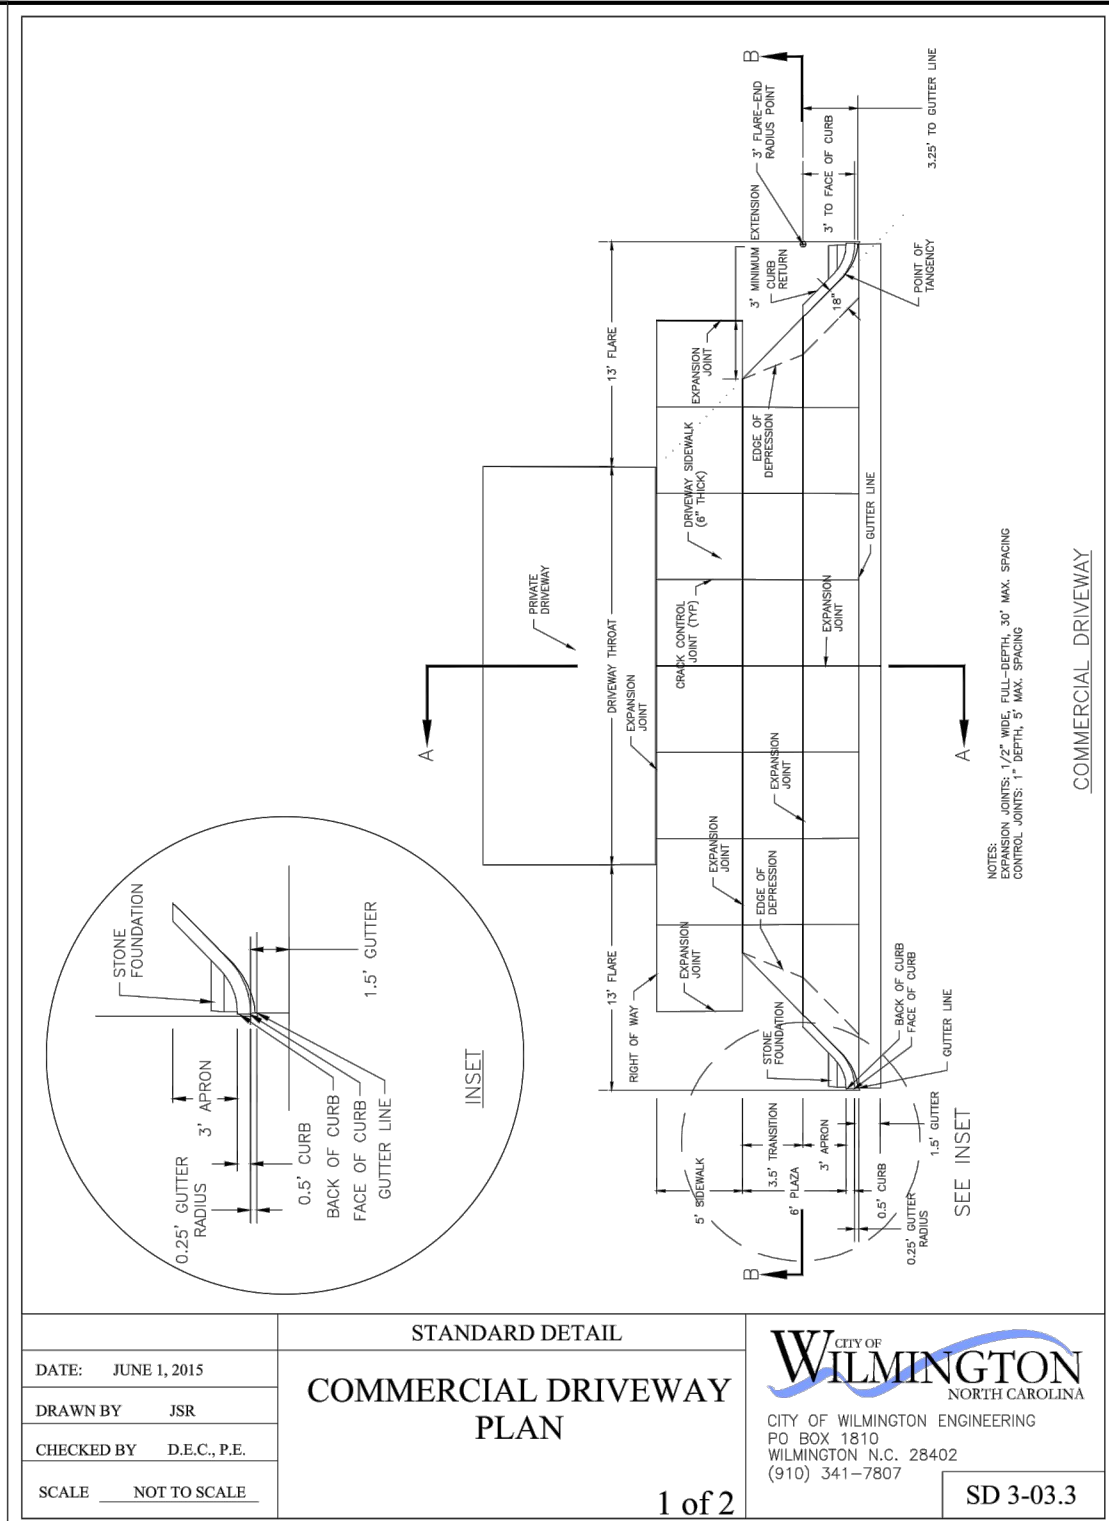 B
3' FLARE-END
RADIUS POINT
3' MINIMUM EXTENSION
CURB
RETURN
3' TO FACE OF CURB
3.25' TO GUTTER LINE
18"
POINT OF
TANGENCY
13' FLARE
EXPANSION
JOINT
EDGE OF
DEPRESSION
DRIVEWAY SIDEWALK
(6" THICK)
GUTTER LINE
PRIVATE
DRIVEWAY
DRIVEWAY THROAT
CRACK CONTROL
JOINT (TYP)
EXPANSION
JOINT
EXPANSION
JOINT
A
A
EXPANSION
JOINT
EXPANSION
JOINT
EDGE OF
DEPRESSION
13' FLARE
RIGHT OF WAY
EXPANSION
JOINT
STONE
FOUNDATION
BACK OF CURB
FACE OF CURB
GUTTER LINE
5' SIDEWALK
3.5' TRANSITION
6' PLAZA
3' APRON
0.5' CURB
0.25' GUTTER
RADIUS
1.5' GUTTER
SEE INSET
B
STONE
FOUNDATION
1.5' GUTTER
3' APRON
0.25' GUTTER
RADIUS
0.5' CURB
BACK OF CURB
FACE OF CURB
GUTTER LINE
INSET
NOTES:
EXPANSION JOINTS: 1/2" WIDE, FULL-DEPTH, 30' MAX. SPACING
CONTROL JOINTS: 1" DEPTH, 5' MAX. SPACING
COMMERCIAL DRIVEWAY
STANDARD DETAIL
DATE: JUNE 1, 2015
DRAWN BY JSR
CHECKED BY D.E.C., P.E.
SCALE NOT TO SCALE
COMMERCIAL DRIVEWAY
PLAN
1 of 2
CITY OF
WILMINGTON
NORTH CAROLINA
CITY OF WILMINGTON ENGINEERING
PO BOX 1810
WILMINGTON N.C. 28402
(910) 341-7807
SD 3-03.3